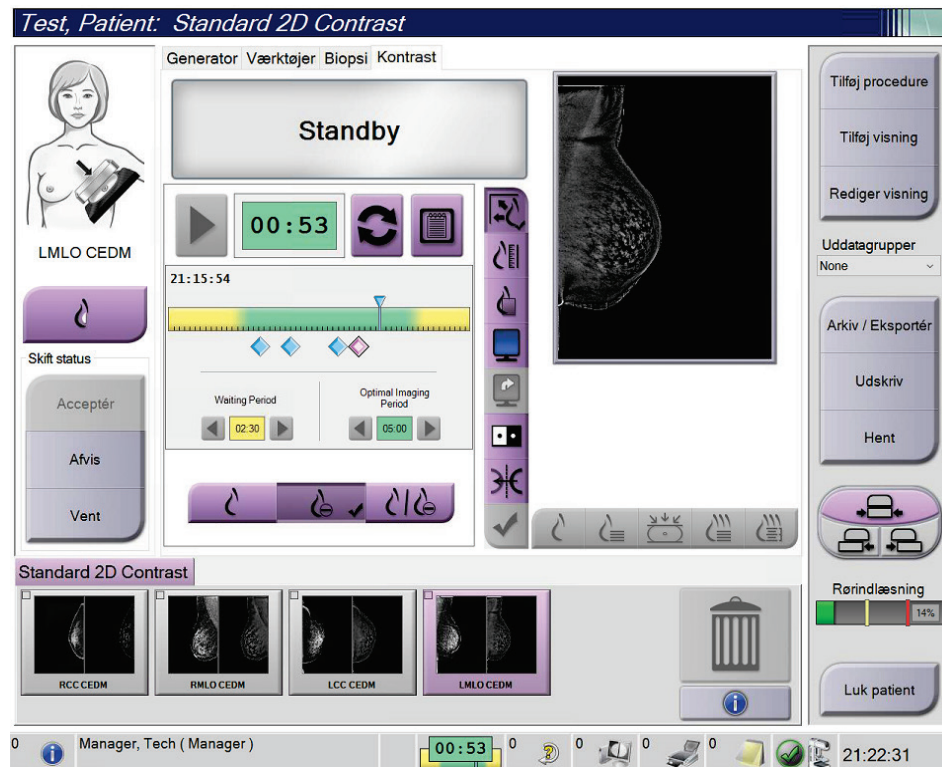 Test, Patient: Standard 2D Contrast
Generator Værktøjer Biopsi Kontrast
Standby
LMLO CEDM
Skift status
Acceptér
Afvis
Vent
00:53
21:15:54
Waiting Period
02:30
Optimal Imaging
Period
05:00
Tilføj procedure
Tilføj visning
Rediger visning
Uddatagrupper
None
Arkiv / Eksportér
Udskriv
Hent
Rørindlæsning
14%
Luk patient
Standard 2D Contrast
RCC CEDM
RMLO CEDM
LCC CEDM
LMLO CEDM
0 Manager, Tech ( Manager ) 00:53 0 0 0 0 21:22:31